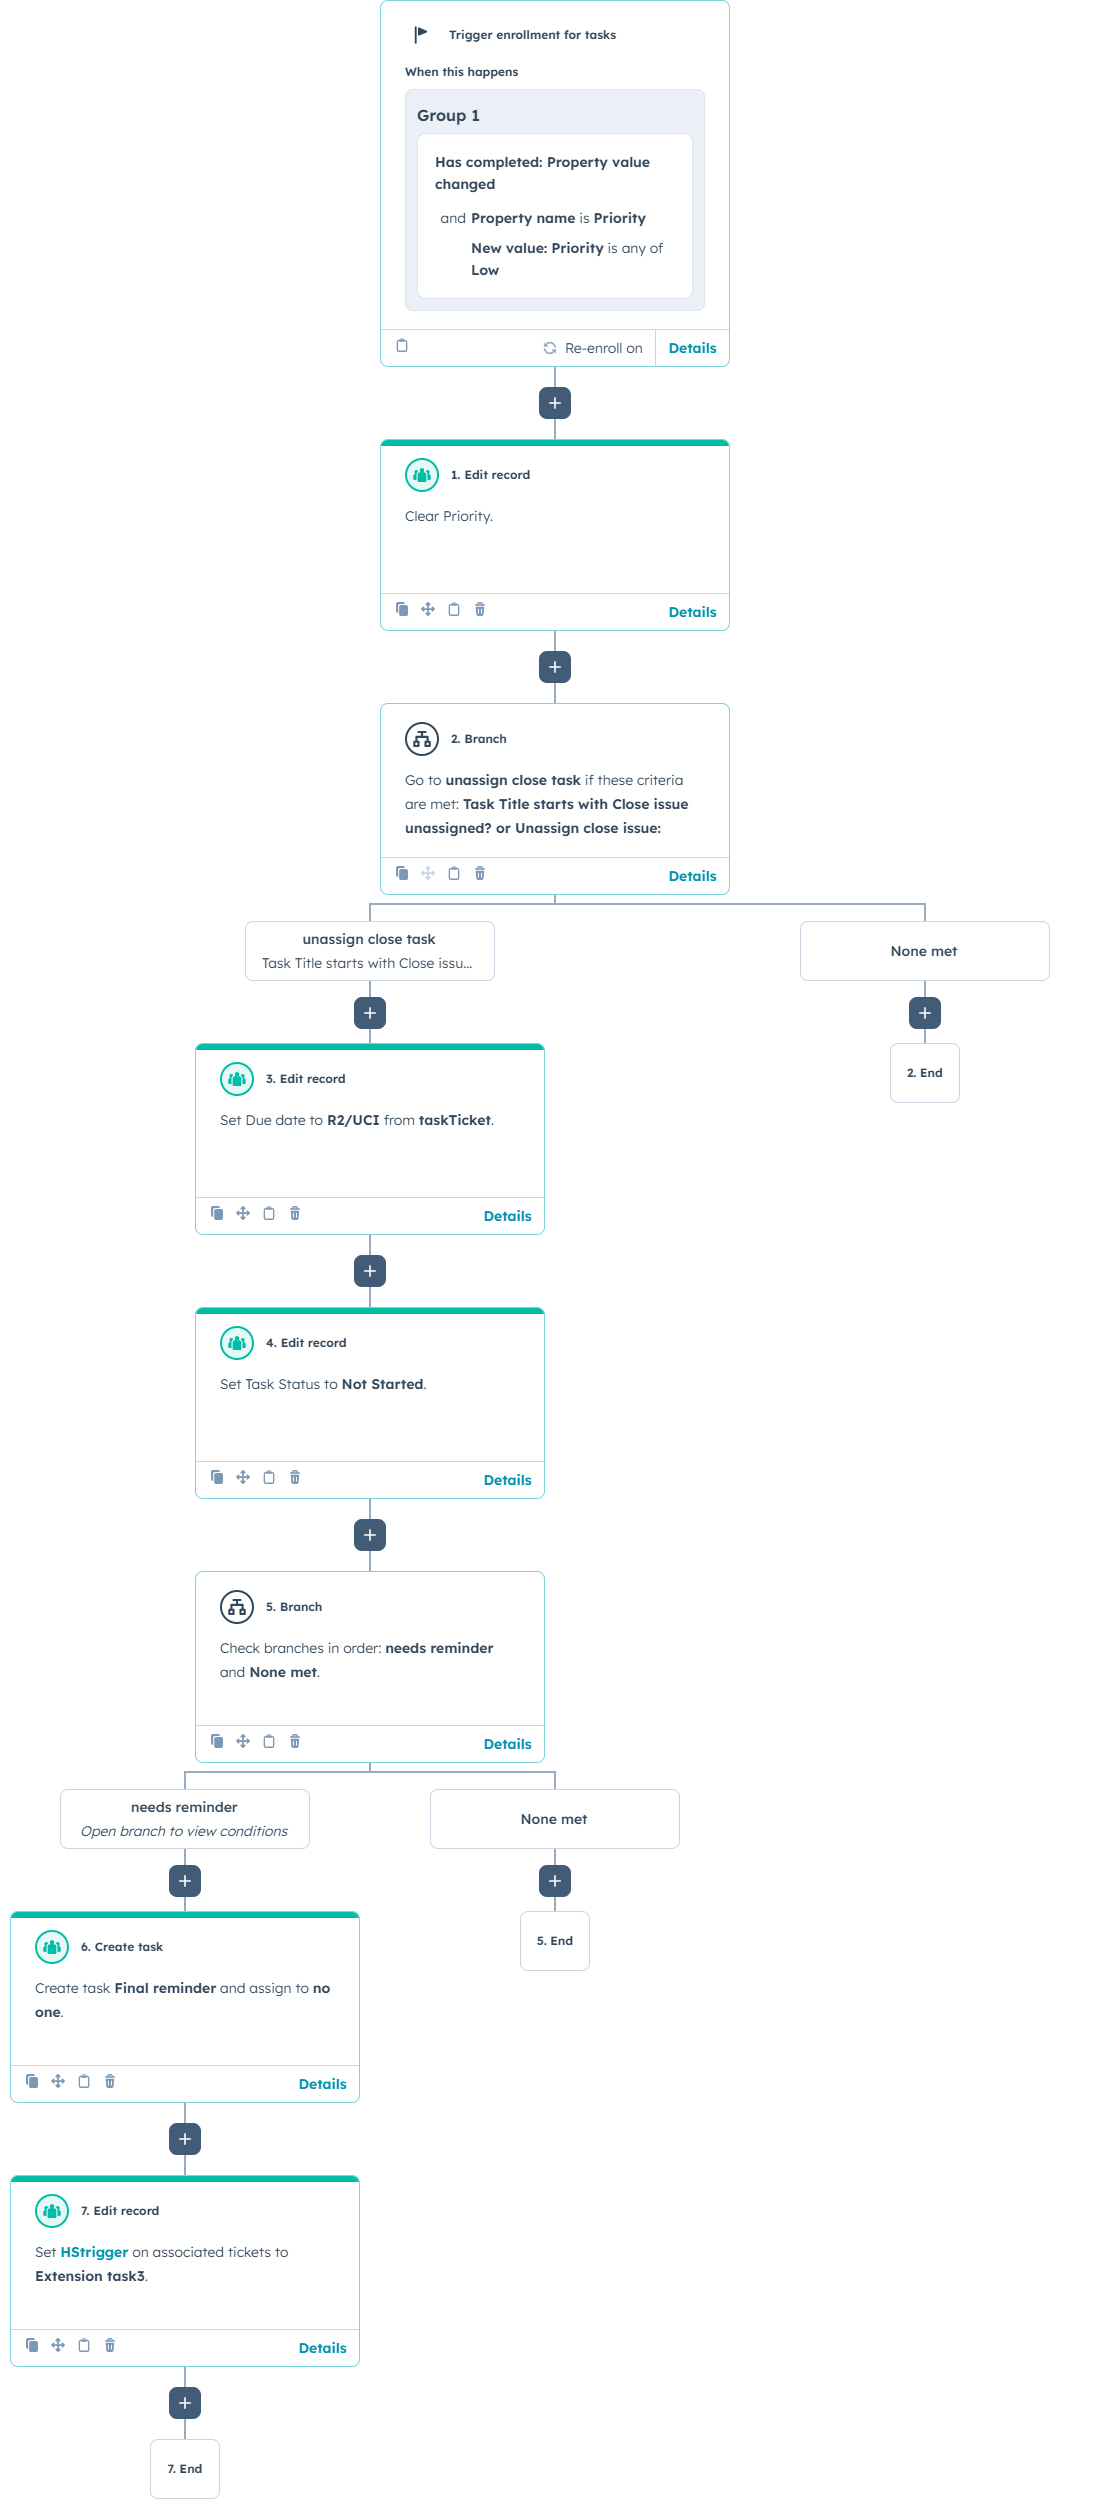 Trigger enrollment for tasks
When this happens
Group 1
Has completed: Property value
changed
and Property name is Priority
New value: Priority is any of
Low
Re-enroll on
Details
1. Edit record
Clear Priority.
Details
2. Branch
Go to unassign close task if these criteria
are met: Task Title starts with Close issue
unassigned? or Unassign close issue:
Details
unassign close task
Task Title starts with Close issu...
None met
2. End
3. Edit record
Set Due date to R2/UCI from taskTicket.
Details
4. Edit record
Set Task Status to Not Started.
Details
5. Branch
Check branches in order: needs reminder
and None met.
Details
needs reminder
Open branch to view conditions
None met
5. End
6. Create task
Create task Final reminder and assign to no
one.
Details
7. Edit record
Set HStrigger on associated tickets to
Extension task3.
Details
7. End